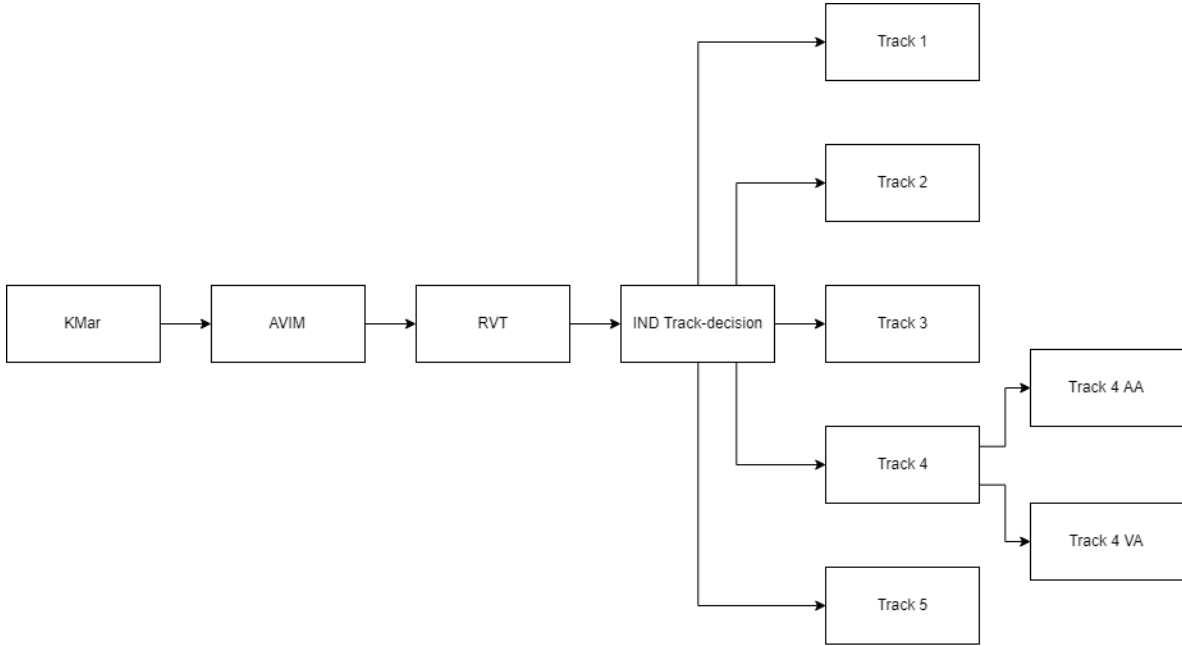 Track 1
Track 2
KMar
AVIM
RVT
IND Track-decision
Track 3
Track 4 AA
Track 4
Track 4 VA
Track 5